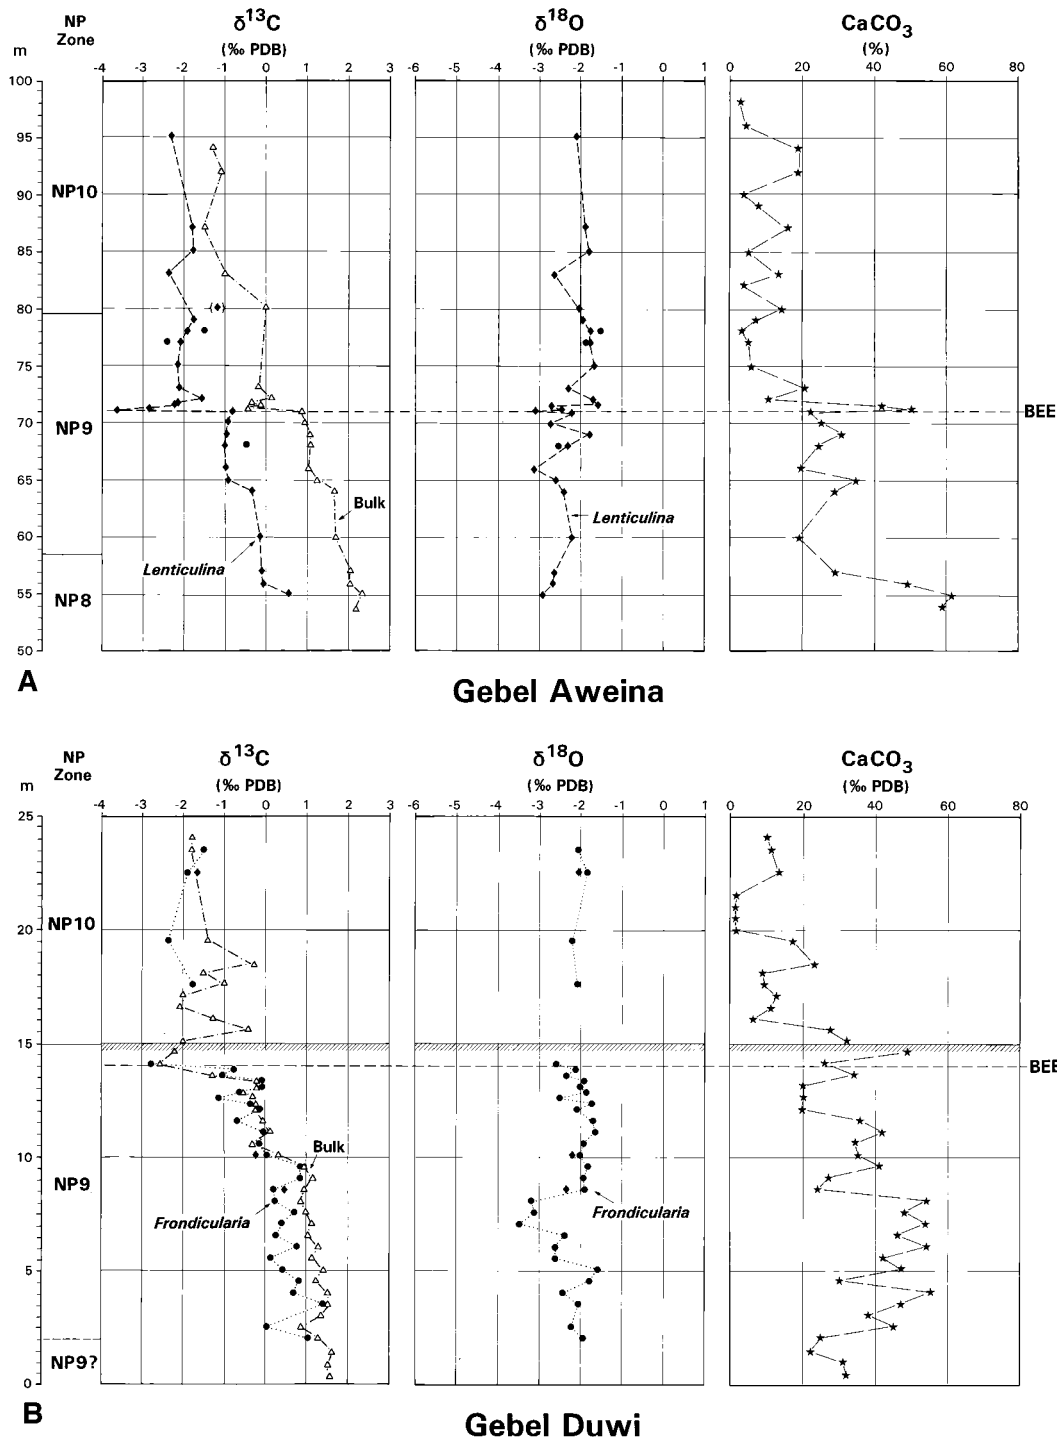 NP
Zone
δ13C
(‰ PDB)
δ18O
(‰ PDB)
CaCO3
(%)
m
-4 -3 -2 -1 0 1 2 3
-6 -5 -4 -3 -2 -1 0 1
0 20 40 60 80
100
95
90
85
80
75
70
65
60
55
50
NP10
NP9
NP8
BEE
Bulk
Lenticulina
Lenticulina
A
Gebel Aweina
NP
Zone
δ13C
(‰ PDB)
δ18O
(‰ PDB)
CaCO3
(‰ PDB)
m
-4 -3 -2 -1 0 1 2 3
-6 -5 -4 -3 -2 -1 0 1
0 20 40 60 80
25
20
15
10
5
0
NP10
NP9
NP9?
BEE
Bulk
Frondicularia
Frondicularia
B
Gebel Duwi